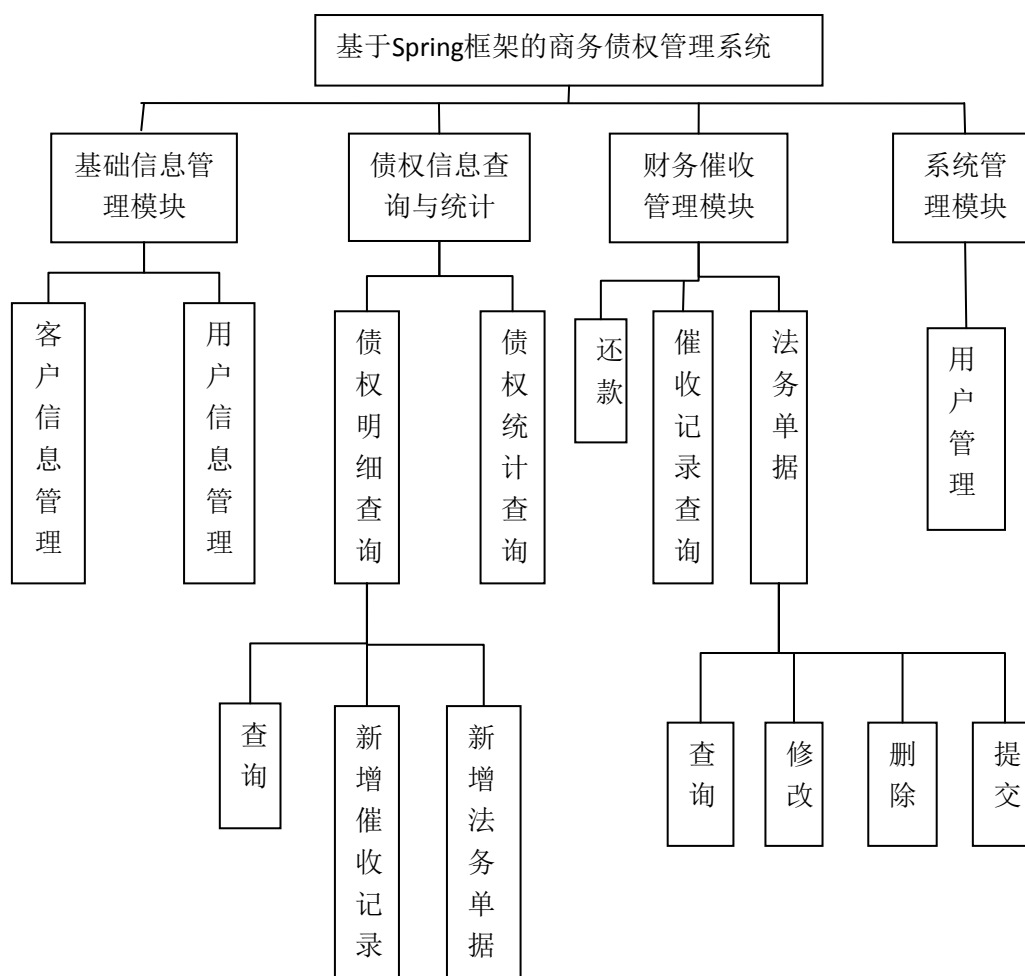 基于Spring框架的商务债权管理系统
基础信息管
理模块
债权信息查
询与统计
财务催收
管理模块
系统管
理模块
客户信息管理
用户信息管理
债权明细查询
债权统计查询
还款
催收记录查询
法务单据
用户管理
查询
新增催收记录
新增法务单据
查询
修改
删除
提交